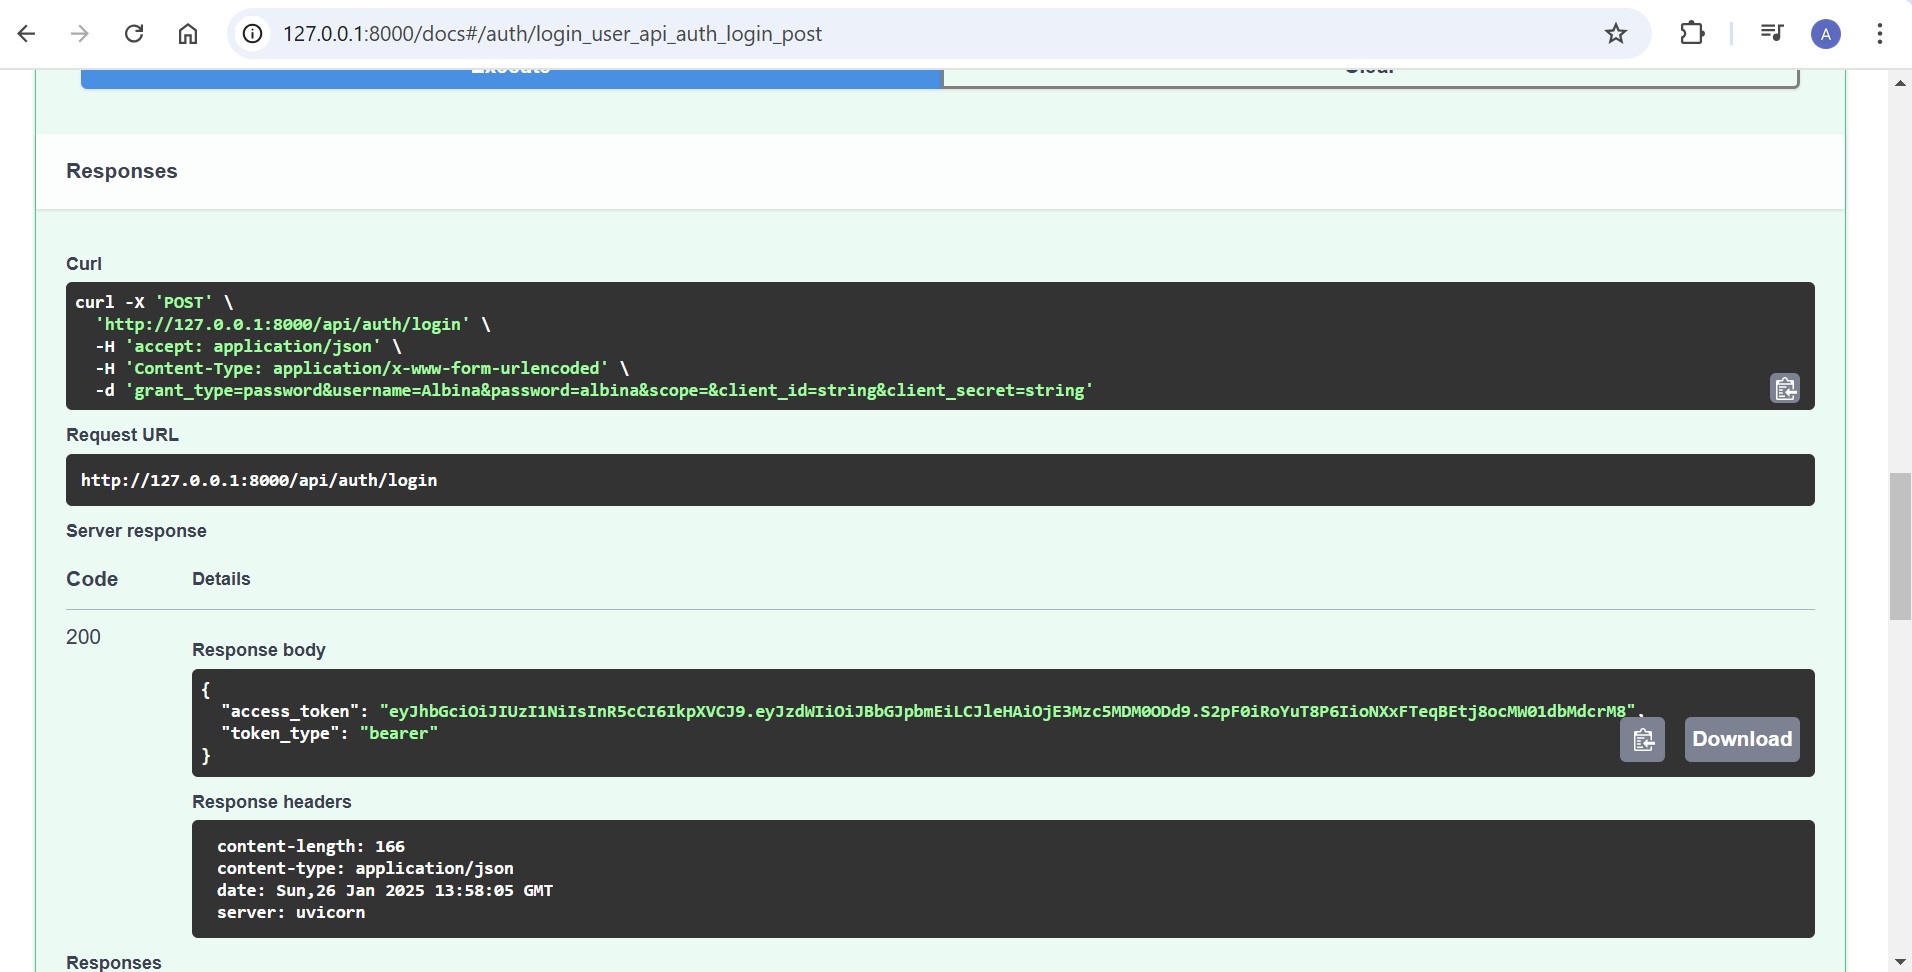 127.0.0.1:8000/docs#/auth/login_user_api_auth_login_post
A
Execute
Clear
Responses
Curl
curl -X 'POST' \
'http://127.0.0.1:8000/api/auth/login' \
-H 'accept: application/json' \
-H 'Content-Type: application/x-www-form-urlencoded' \
-d 'grant_type=password&username=Albina&password=albina&scope=&client_id=string&client_secret=string'
Request URL
http://127.0.0.1:8000/api/auth/login
Server response
Code Details
200
Response body
{
"access_token": "eyJhbGciOiJIUzI1NiIsInR5cCI6IkpXVCJ9.eyJzdWIiOiJBbGJpbmEiLCJleHAiOjE3Mzc5MDM0ODd9.S2pF0iRoYuT8P6IioNXxFTeqBEtj8ocMW01dbMdcrM8",
"token_type": "bearer"
}
Download
Response headers
content-length: 166
content-type: application/json
date: Sun,26 Jan 2025 13:58:05 GMT
server: uvicorn
Responses